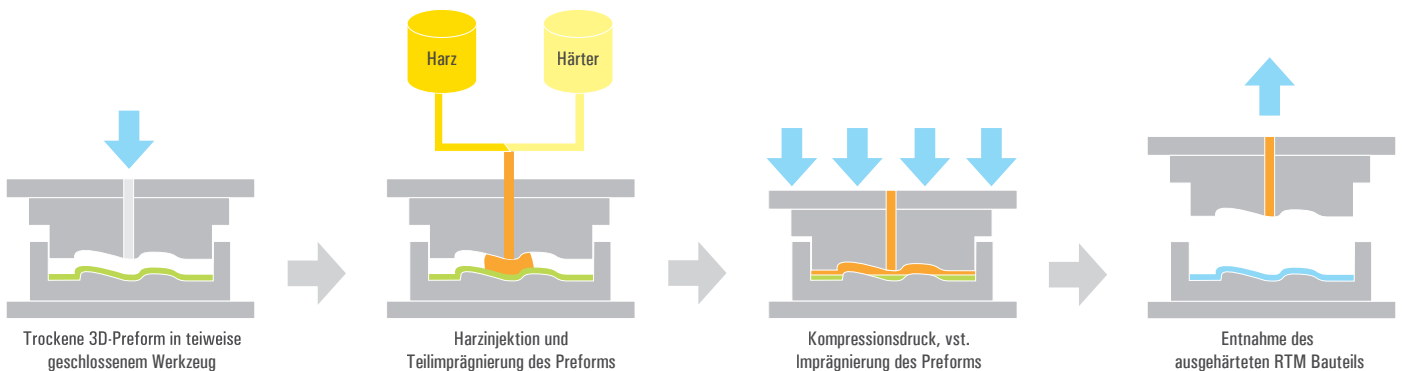 Harz
Härter
Trockene 3D-Preform in teiweise
geschlossenem Werkzeug
Harzinjektion und
Teilimprägnierung des Preforms
Kompressionsdruck, vst.
Imprägnierung des Preforms
Entnahme des
ausgehärteten RTM Bauteils